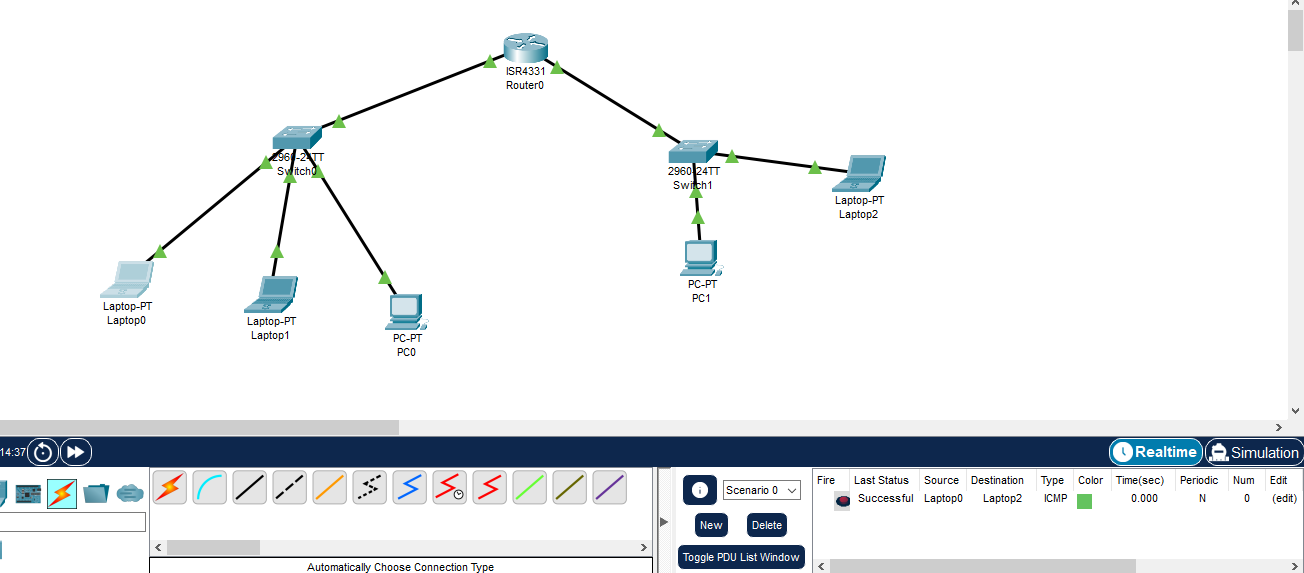 ISR4331
Router0
2960-24TT
Switch0
2960-24TT
Switch1
Laptop-PT
Laptop2
PC-PT
PC1
Laptop-PT
Laptop0
Laptop-PT
Laptop1
PC-PT
PC0
14:37
Realtime
Simulation
Scenario 0
New
Delete
Toggle PDU List Window
Fire Last Status Source Destination Type Color Time(sec) Periodic Num Edit
Successful Laptop0 Laptop2 ICMP 0.000 N 0 (edit)
Automatically Choose Connection Type